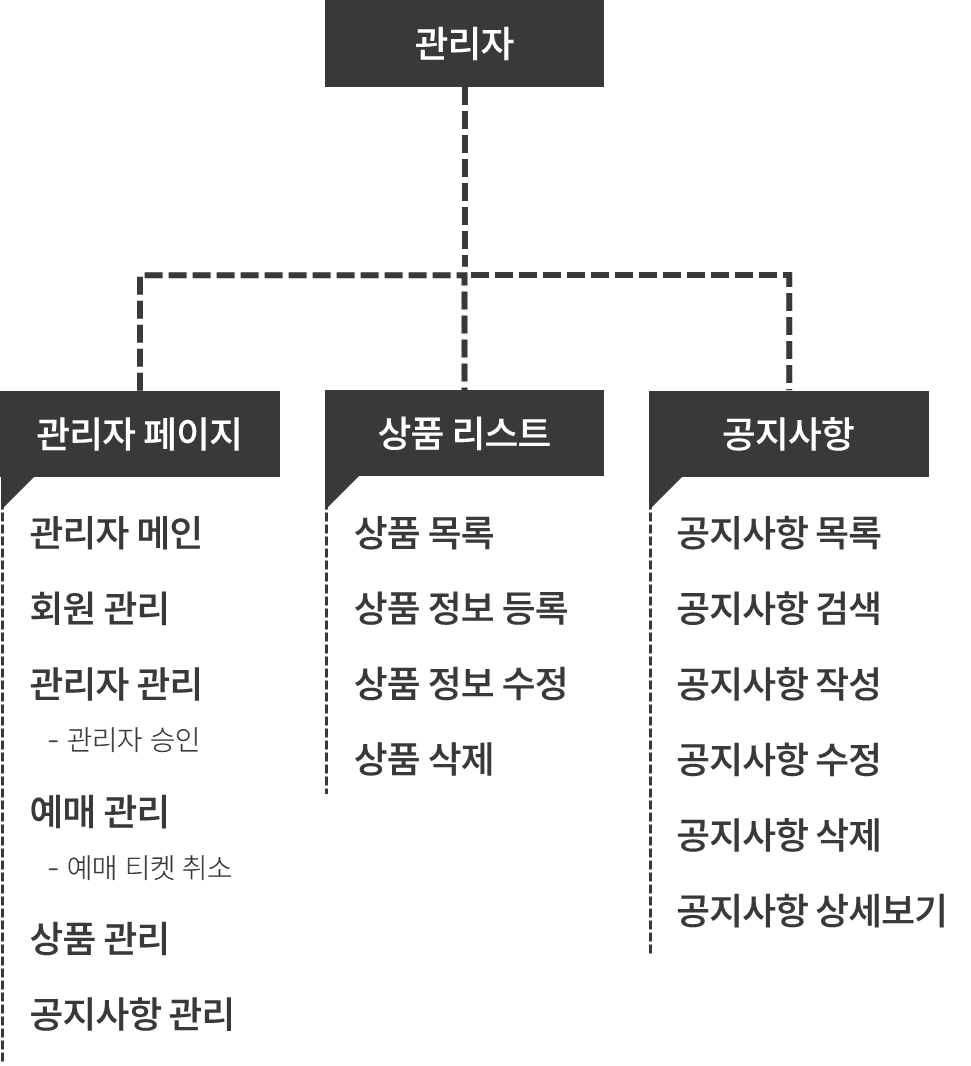 관리자
관리자 페이지
관리자 메인
회원 관리
관리자 관리
- 관리자 승인
예매 관리
- 예매 티켓 취소
상품 관리
공지사항 관리
상품 리스트
상품 목록
상품 정보 등록
상품 정보 수정
상품 삭제
공지사항
공지사항 목록
공지사항 검색
공지사항 작성
공지사항 수정
공지사항 삭제
공지사항 상세보기